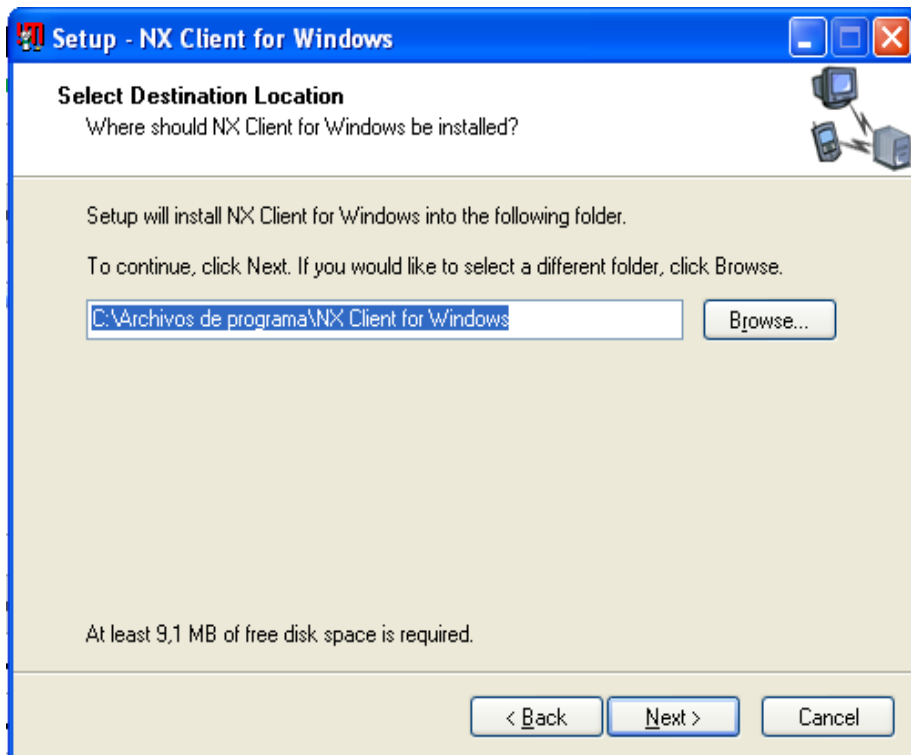 Setup - NX Client for Windows
Select Destination Location
Where should NX Client for Windows be installed?
Setup will install NX Client for Windows into the following folder.
To continue, click Next. If you would like to select a different folder, click Browse.
C:\Archivos de programa\NX Client for Windows
Browse...
At least 9,1 MB of free disk space is required.
< Back
Next >
Cancel